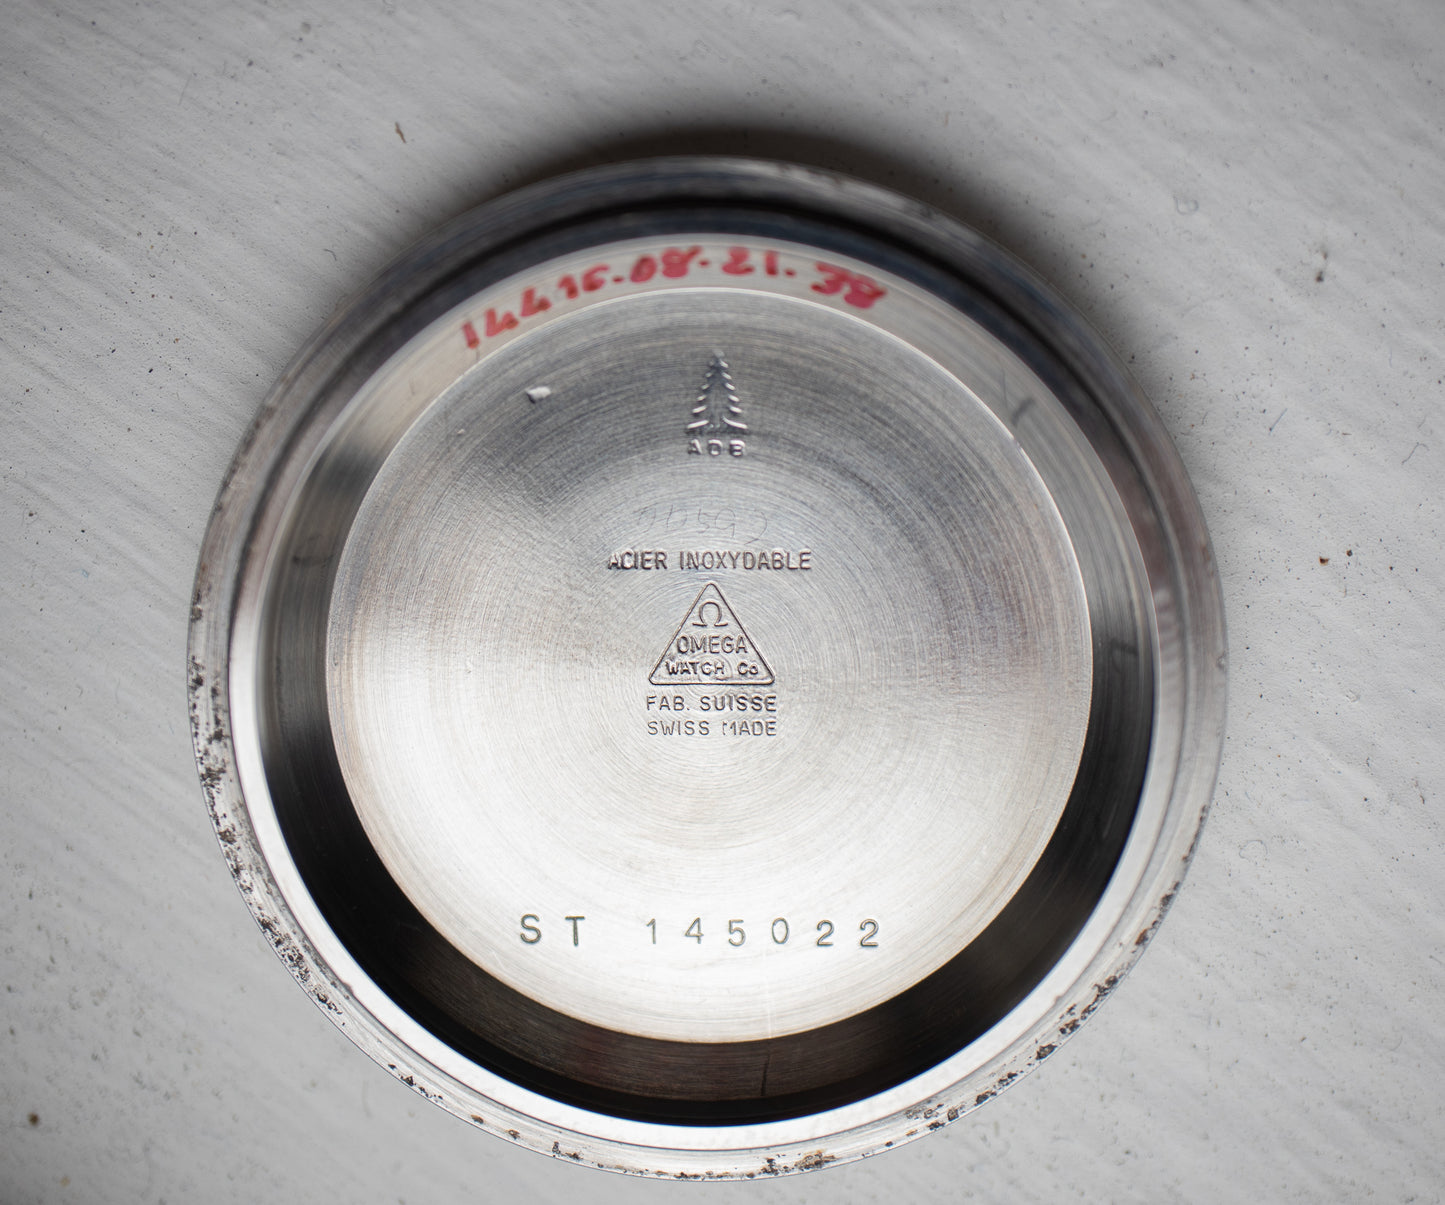 14416.08.21.38
ADB
ACIER INOXYDABLE
Ω
OMEGA
WATCH Co
FAB. SUISSE
SWISS MADE
ST 145022